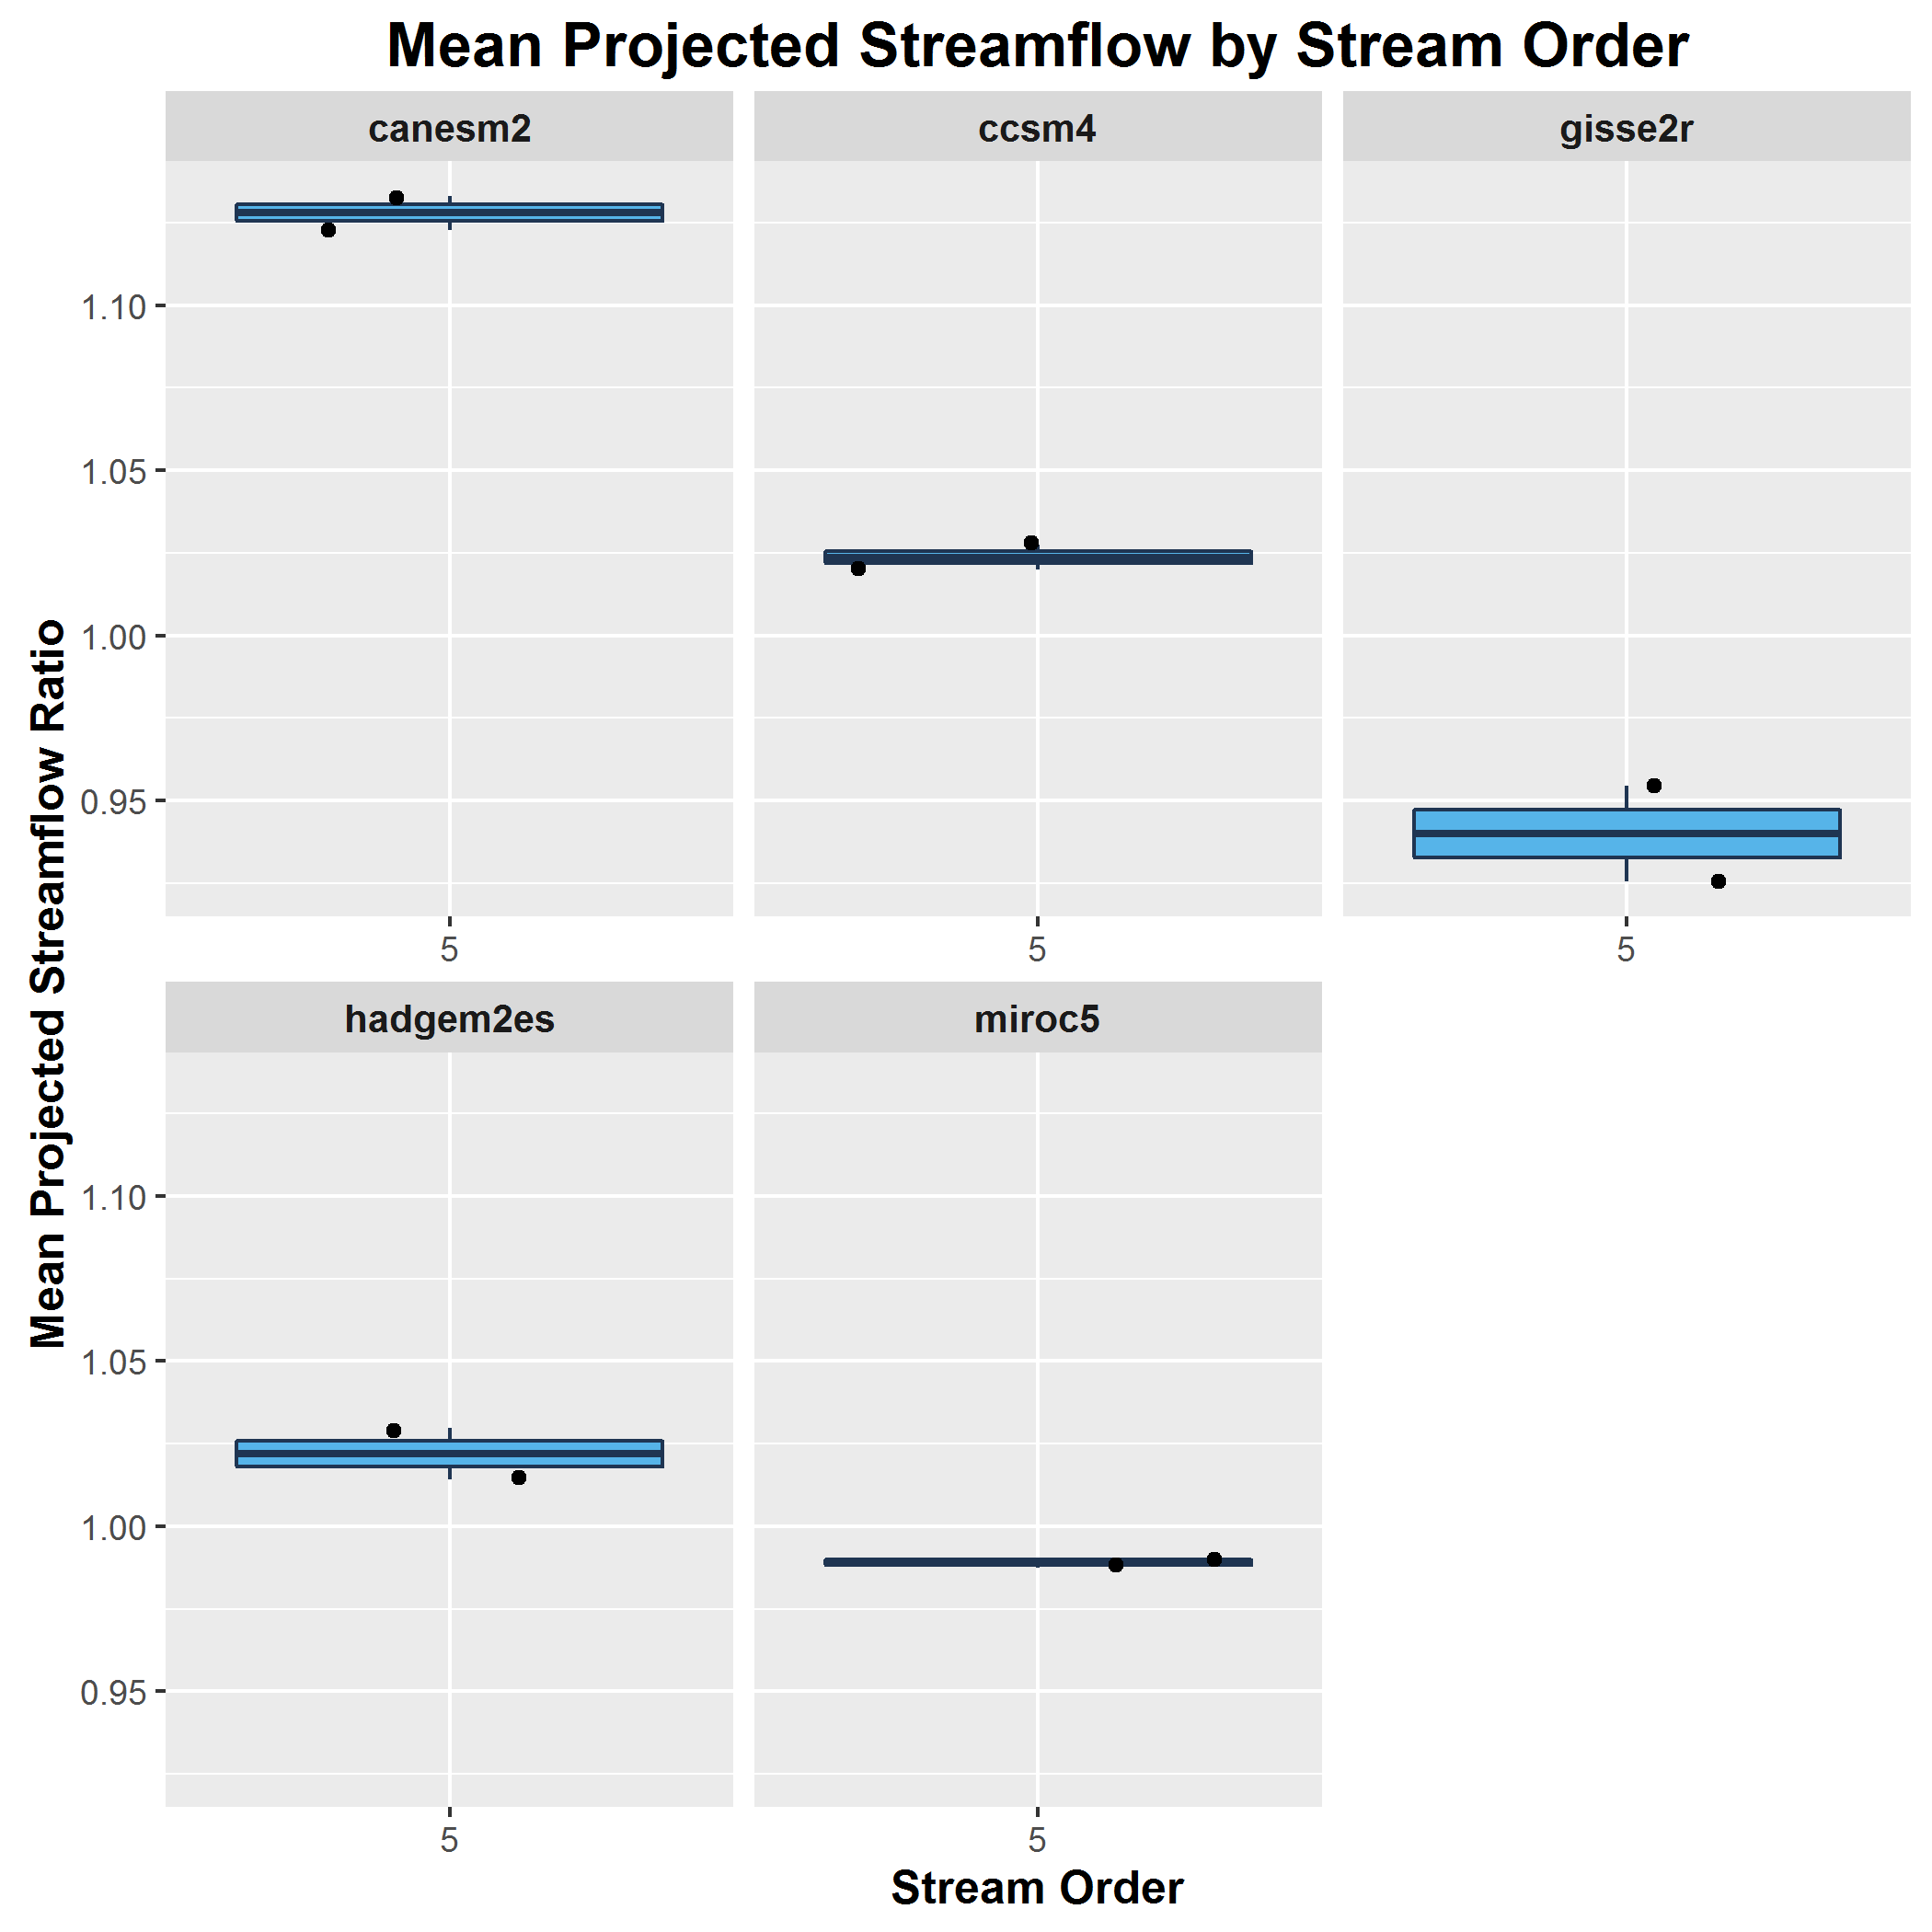 Mean Projected Streamflow by Stream Order
canesm2
ccsm4
gisse2r
1.10
1.05
1.00
0.95
5
5
5
Mean Projected Streamflow Ratio
hadgem2es
miroc5
1.10
1.05
1.00
0.95
5
5
Stream Order